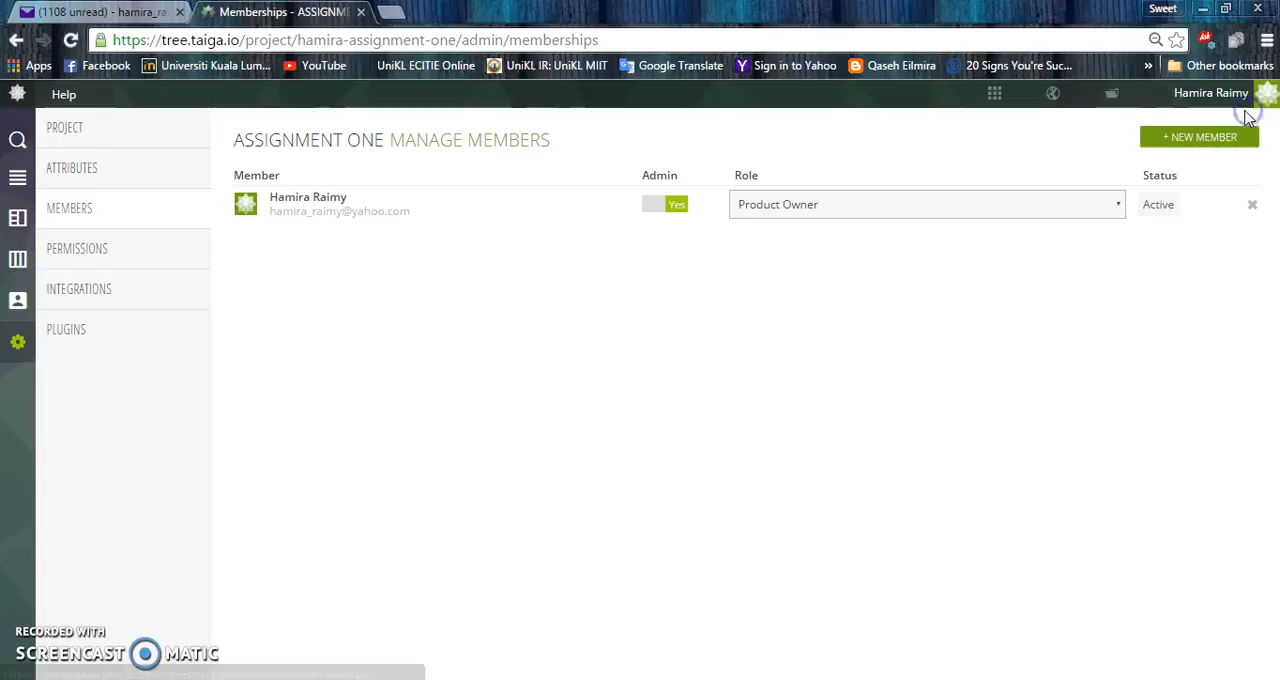 (1108 unread) - hamira_ra
Memberships - ASSIGNME
Sweet
https://tree.taiga.io/project/hamira-assignment-one/admin/memberships
Apps
Facebook
Universiti Kuala Lum...
YouTube
UniKL ECITIE Online
UniKL IR: UniKL MIIT
Google Translate
Sign in to Yahoo
Qaseh Eilmira
20 Signs You're Suc...
»
Other bookmarks
Help
Hamira Raimy
PROJECT
ATTRIBUTES
MEMBERS
PERMISSIONS
INTEGRATIONS
PLUGINS
ASSIGNMENT ONE MANAGE MEMBERS
+ NEW MEMBER
Member Admin Role Status
Hamira Raimy
hamira_raimy@yahoo.com
Yes
Product Owner
Active
RECORDED WITH
SCREENCAST MATIC